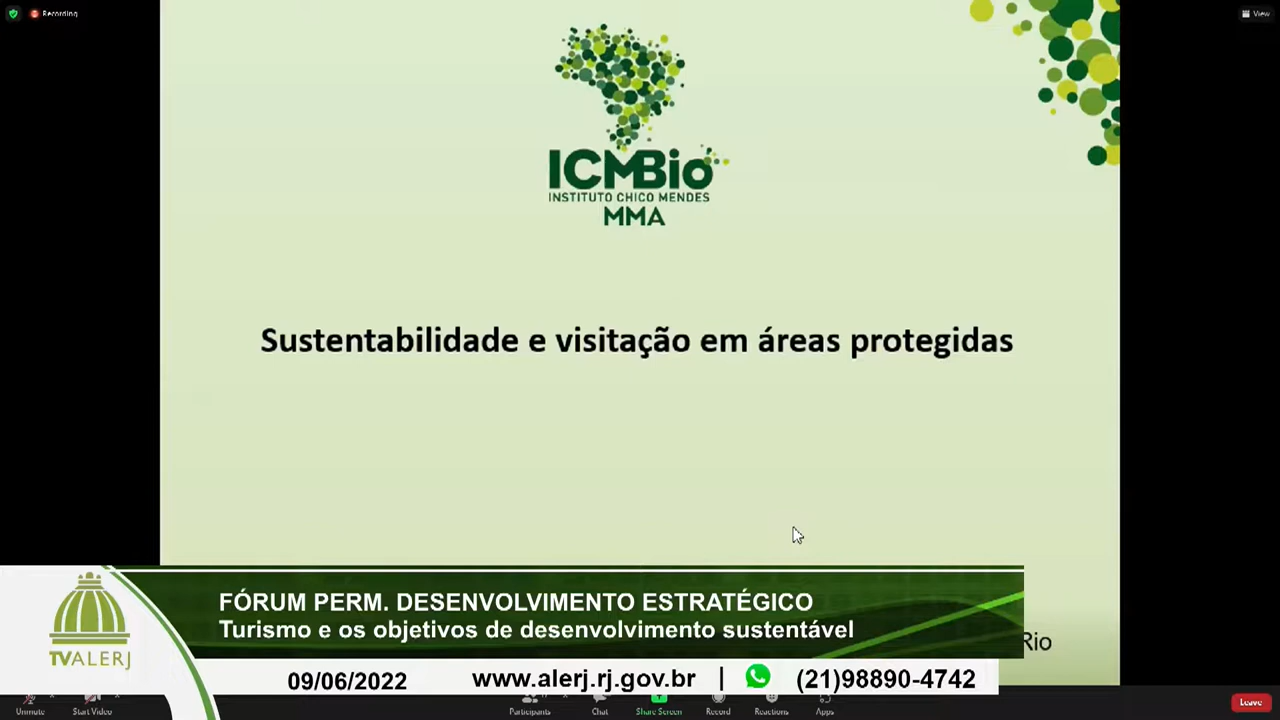 Recording
View
ICMBio
INSTITUTO CHICO MENDES
MMA
Sustentabilidade e visitação em áreas protegidas
FÓRUM PERM. DESENVOLVIMENTO ESTRATÉGICO
Turismo e os objetivos de desenvolvimento sustentável
Rio
TVALERJ
09/06/2022 www.alerj.rj.gov.br | (21)98890-4742
Unmute Start Video Participants Chat Share Screen Record Reactions Apps Leave